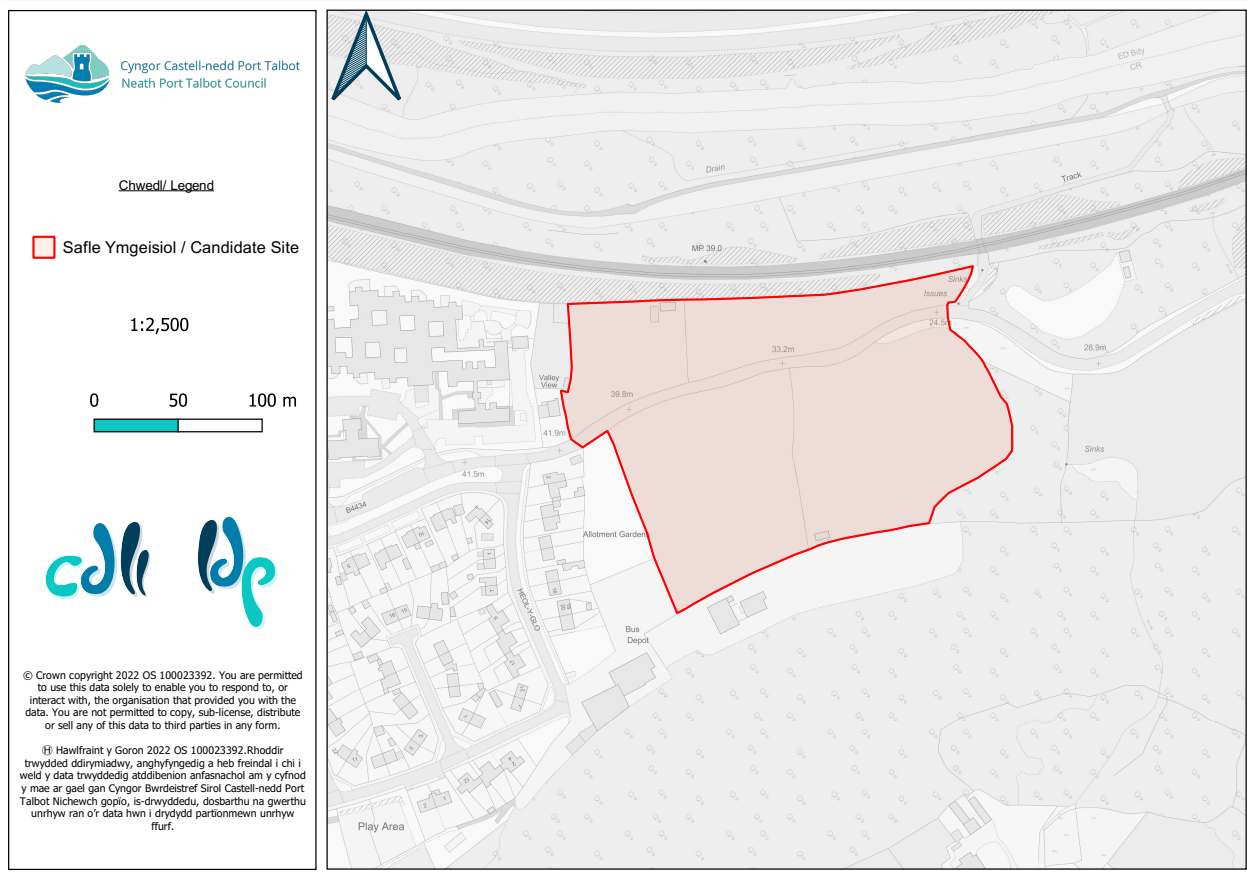 Cyngor Castell-nedd Port Talbot
Neath Port Talbot Council
Chwedl/ Legend
Safle Ymgeisiol / Candidate Site
1:2,500
0 50 100 m
cdll ldp
© Crown copyright 2022 OS 100023392. You are permitted
to use this data solely to enable you to respond to, or
interact with, the organisation that provided you with the
data. You are not permitted to copy, sub-license, distribute
or sell any of this data to third parties in any form.
Ⓗ Hawlfraint y Goron 2022 OS 100023392.Rhoddir
trwydded ddirymiadwy, anghyfyngedig a heb freindal i chi i
weld y data trwyddedig atddibenion anfasnachol am y cyfnod
y mae ar gael gan Cyngor Bwrdeistref Sirol Castell-nedd Port
Talbot Nichewch gopïo, is-drwyddedu, dosbarthu na gwerthu
unrhyw ran o'r data hwn i drydydd partïonmewn unrhyw
ffurf.
ED Bdy
CR
Drain
Track
MP 39.0
Sinks
Issues
24.5m
33.2m
28.9m
Valley
View
39.8m
41.9m
41.5m
B4434
Sinks
Allotment Gardens
HEOL-Y-GLO
Bus
Depot
Play Area